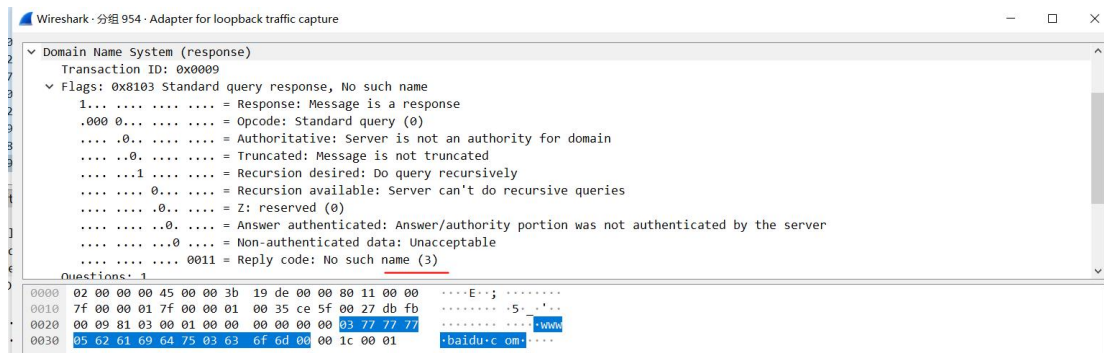 Wireshark · 分组 954 · Adapter for loopback traffic capture
Domain Name System (response)
Transaction ID: 0x0009
Flags: 0x8103 Standard query response, No such name
1... .... .... .... = Response: Message is a response
.000 0... .... .... = Opcode: Standard query (0)
.... .0.. .... .... = Authoritative: Server is not an authority for domain
.... ..0. .... .... = Truncated: Message is not truncated
.... ...1 .... .... = Recursion desired: Do query recursively
.... .... 0... .... = Recursion available: Server can't do recursive queries
.... .... .0.. .... = Z: reserved (0)
.... .... ..0. .... = Answer authenticated: Answer/authority portion was not authenticated by the server
.... .... ...0 .... = Non-authenticated data: Unacceptable
.... .... .... 0011 = Reply code: No such name (3)
Questions: 1
0000 02 00 00 00 45 00 00 3b 19 de 00 00 80 11 00 00 ····E··; ········
0010 7f 00 00 01 7f 00 00 01 00 35 ce 5f 00 27 db fb ········ ·5·_·'··
0020 00 09 81 03 00 01 00 00 00 00 00 00 03 77 77 77 ········ ·····www
0030 05 62 61 69 64 75 03 63 6f 6d 00 00 1c 00 01 ·baidu·c om·····